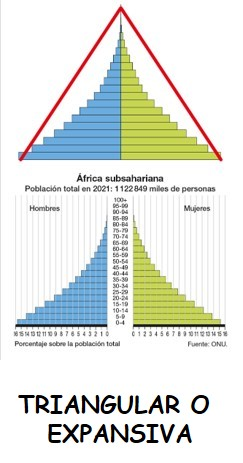 África subsahariana
Población total en 2021: 1 122 849 miles de personas
Hombres
Mujeres
100+
95-99
90-94
85-89
80-84
75-79
70-74
65-69
60-64
55-59
50-54
45-49
40-44
35-39
30-34
25-29
20-24
15-19
10-14
5-9
0-4
16 15 14 13 12 11 10 9 8 7 6 5 4 3 2 1 0
0 1 2 3 4 5 6 7 8 9 10 11 12 13 14 15 16
Porcentaje sobre la población total
Fuente: ONU.
TRIANGULAR O
EXPANSIVA